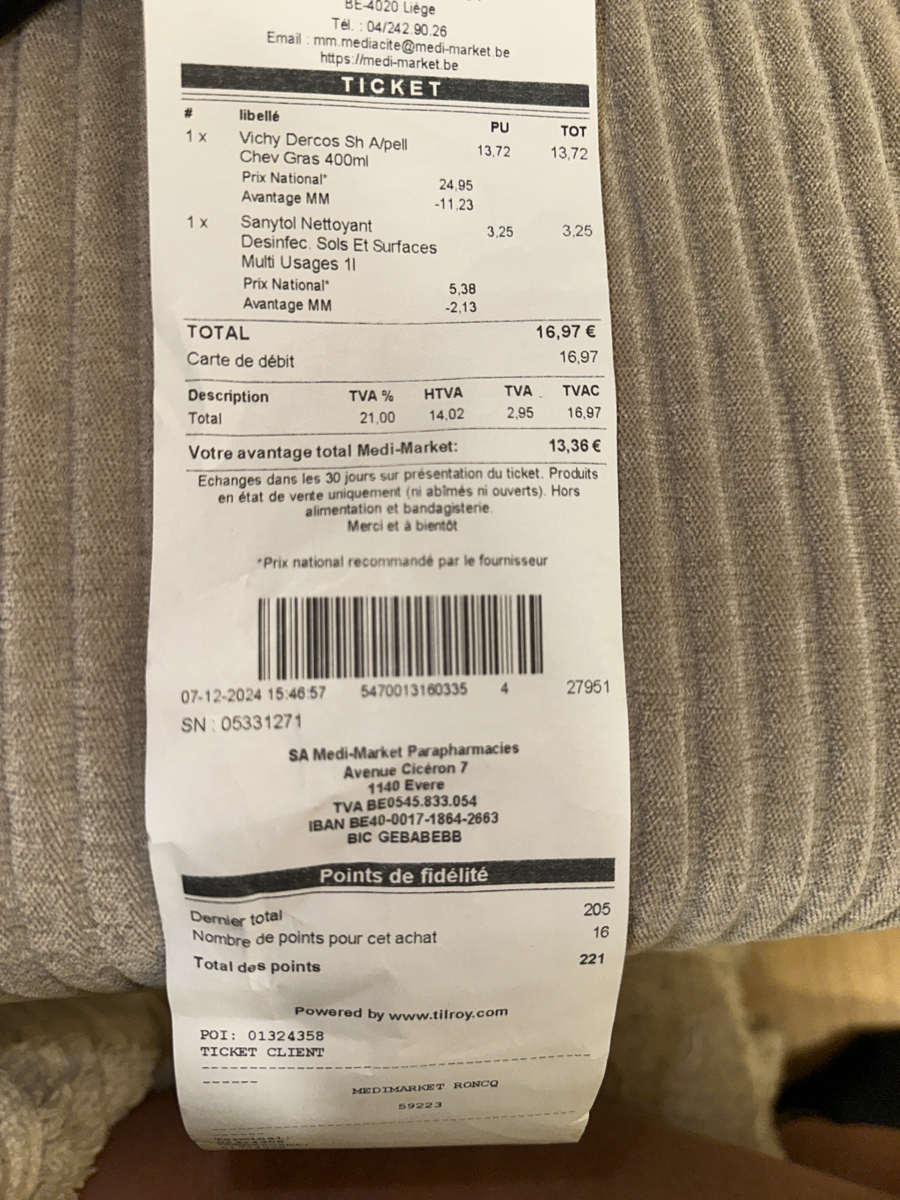 BE-4020 Liège
Tél. : 04/242.90.26
Email : mm.mediacite@medi-market.be
https://medi-market.be
TICKET
# libellé PU TOT
1 x Vichy Dercos Sh A/pell 13,72 13,72
Chev Gras 400ml
Prix National* 24,95
Avantage MM -11,23
1 x Sanytol Nettoyant 3,25 3,25
Desinfec. Sols Et Surfaces
Multi Usages 1l
Prix National* 5,38
Avantage MM -2,13
TOTAL 16,97 €
Carte de débit 16,97
Description TVA % HTVA TVA TVAC
Total 21,00 14,02 2,95 16,97
Votre avantage total Medi-Market: 13,36 €
Echanges dans les 30 jours sur présentation du ticket. Produits
en état de vente uniquement (ni abîmés ni ouverts). Hors
alimentation et bandagisterie.
Merci et à bientôt
*Prix national recommandé par le fournisseur
07-12-2024 15:46:57 5470013160335 4 27951
SN : 05331271
SA Medi-Market Parapharmacies
Avenue Cicéron 7
1140 Evere
TVA BE0545.833.054
IBAN BE40-0017-1864-2663
BIC GEBABEBB
Points de fidélité
Dernier total 205
Nombre de points pour cet achat 16
Total des points 221
Powered by www.tilroy.com
POI: 01324358
TICKET CLIENT
--------------------------------------------
------
MEDIMARKET RONCQ
59223